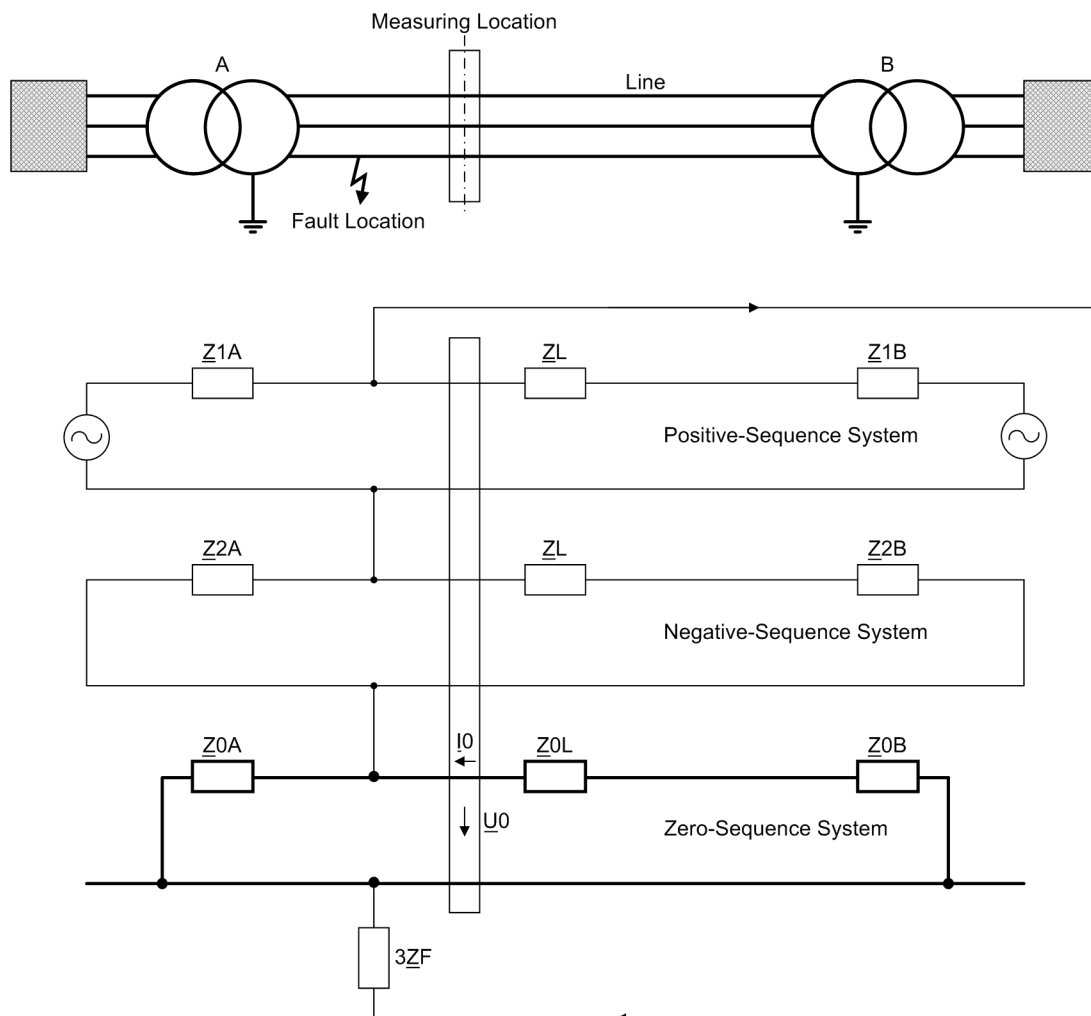 Measuring Location
A
B
Line
Fault Location
Z1A
ZL
Z1B
Positive-Sequence System
Z2A
ZL
Z2B
Negative-Sequence System
Z0A
I0
Z0L
Z0B
U0
Zero-Sequence System
3ZF